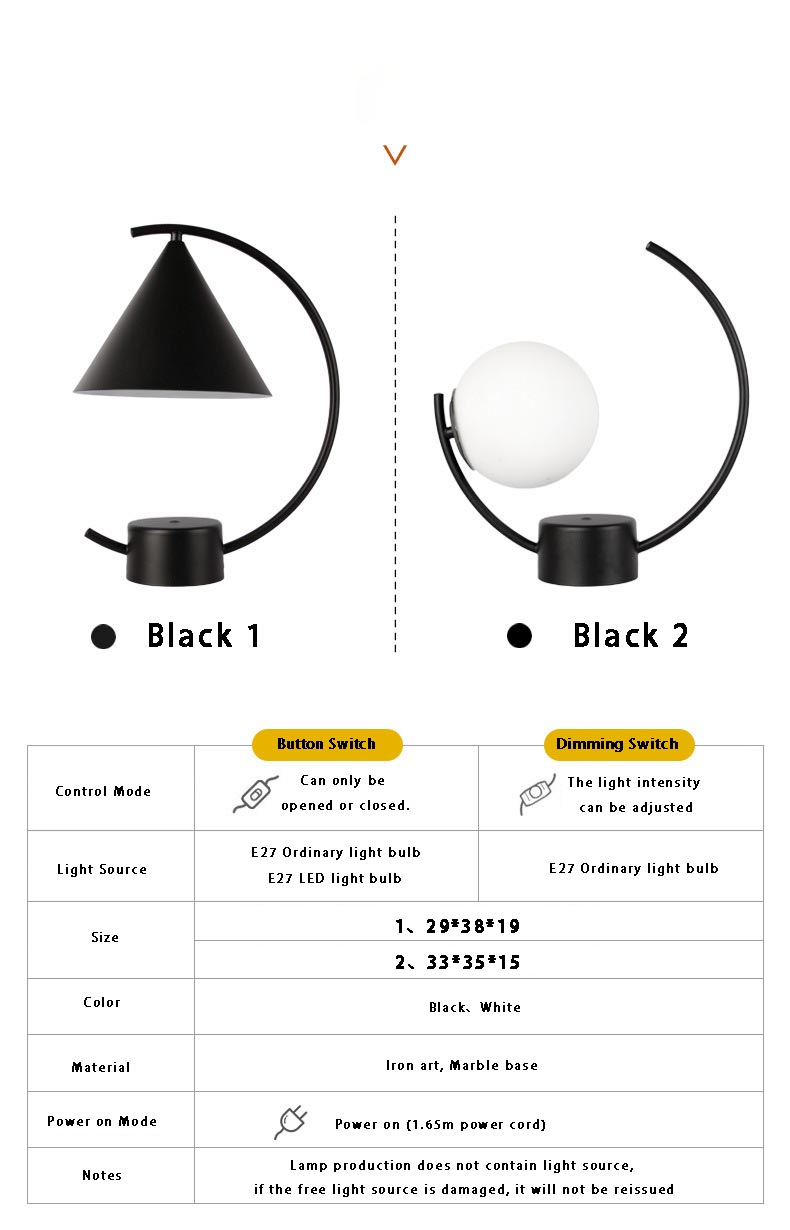 Black 1
Black 2
Button Switch
Dimming Switch
Control Mode
Can only be
opened or closed.
The light intensity
can be adjusted
Light Source
E27 Ordinary light bulb
E27 LED light bulb
E27 Ordinary light bulb
Size
1、29*38*19
2、33*35*15
Color
Black、White
Material
Iron art, Marble base
Power on Mode
Power on (1.65m power cord)
Notes
Lamp production does not contain light source,
if the free light source is damaged, it will not be reissued